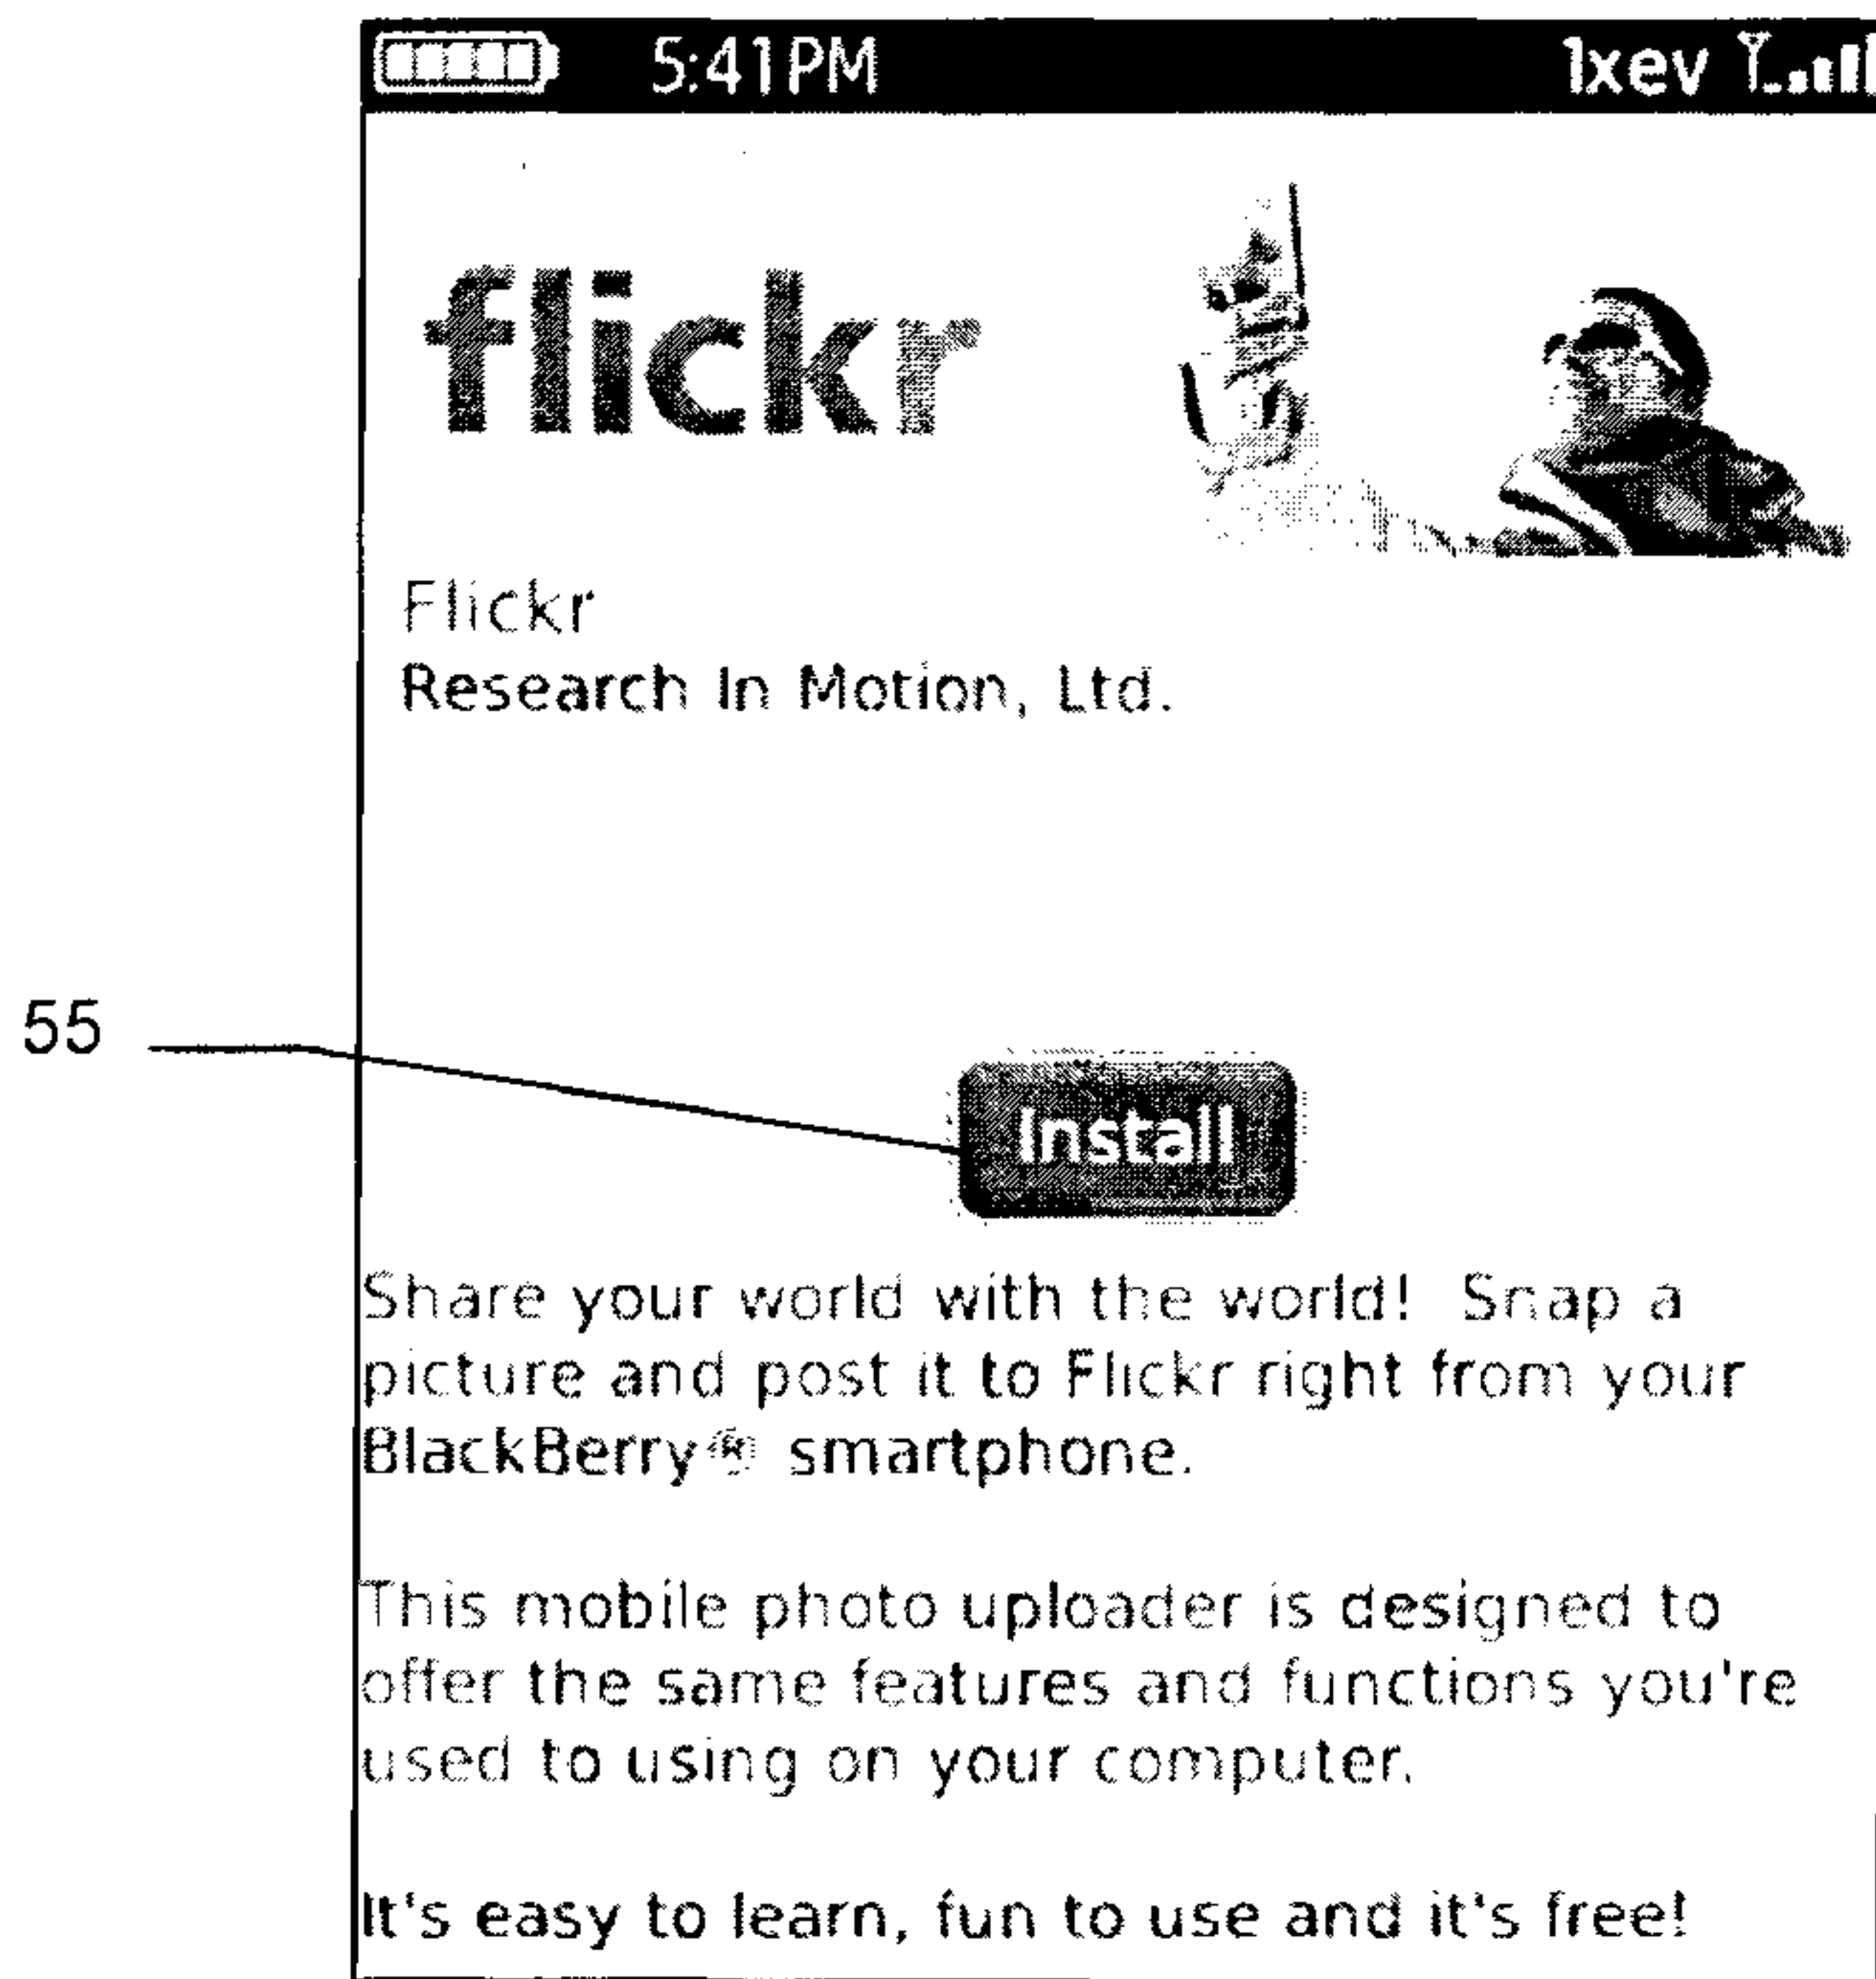 5:41PM 1xev
flickr
Flickr
Research In Motion, Ltd.
55
Install
Share your world with the world!  Snap a
picture and post it to Flickr right from your
BlackBerry® smartphone.
This mobile photo uploader is designed to
offer the same features and functions you're
used to using on your computer.
It's easy to learn, fun to use and it's free!